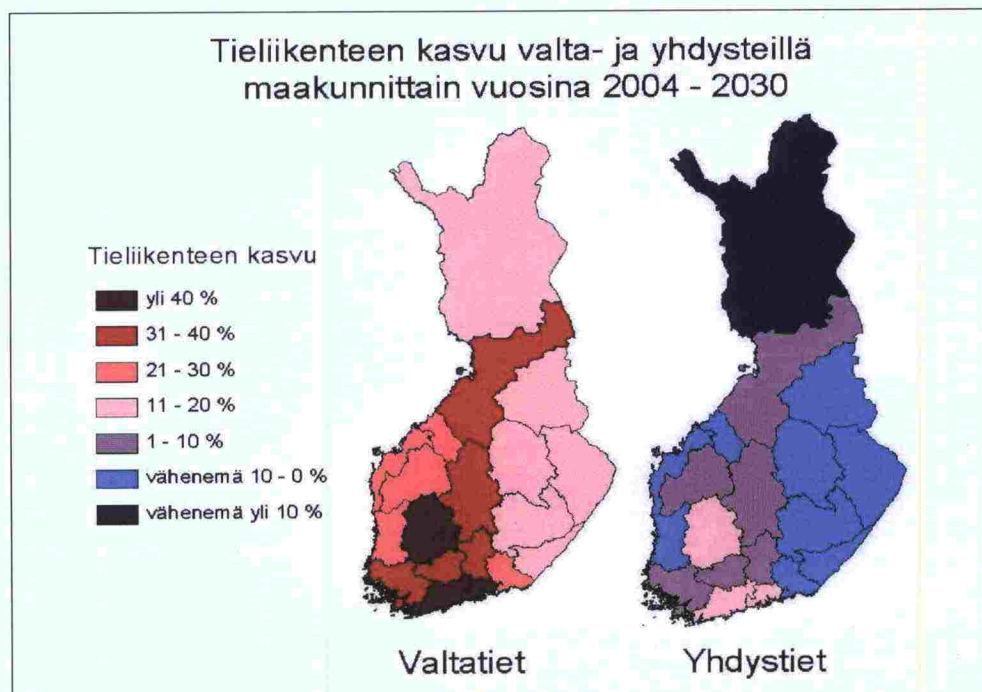 Tieliikenteen kasvu valta- ja yhdysteillä
maakunnittain vuosina 2004 - 2030
Tieliikenteen kasvu
yli 40 %
31 - 40 %
21 - 30 %
11 - 20 %
1 - 10 %
vähenemä 10 - 0 %
vähenemä yli 10 %
Valtatiet
Yhdystiet